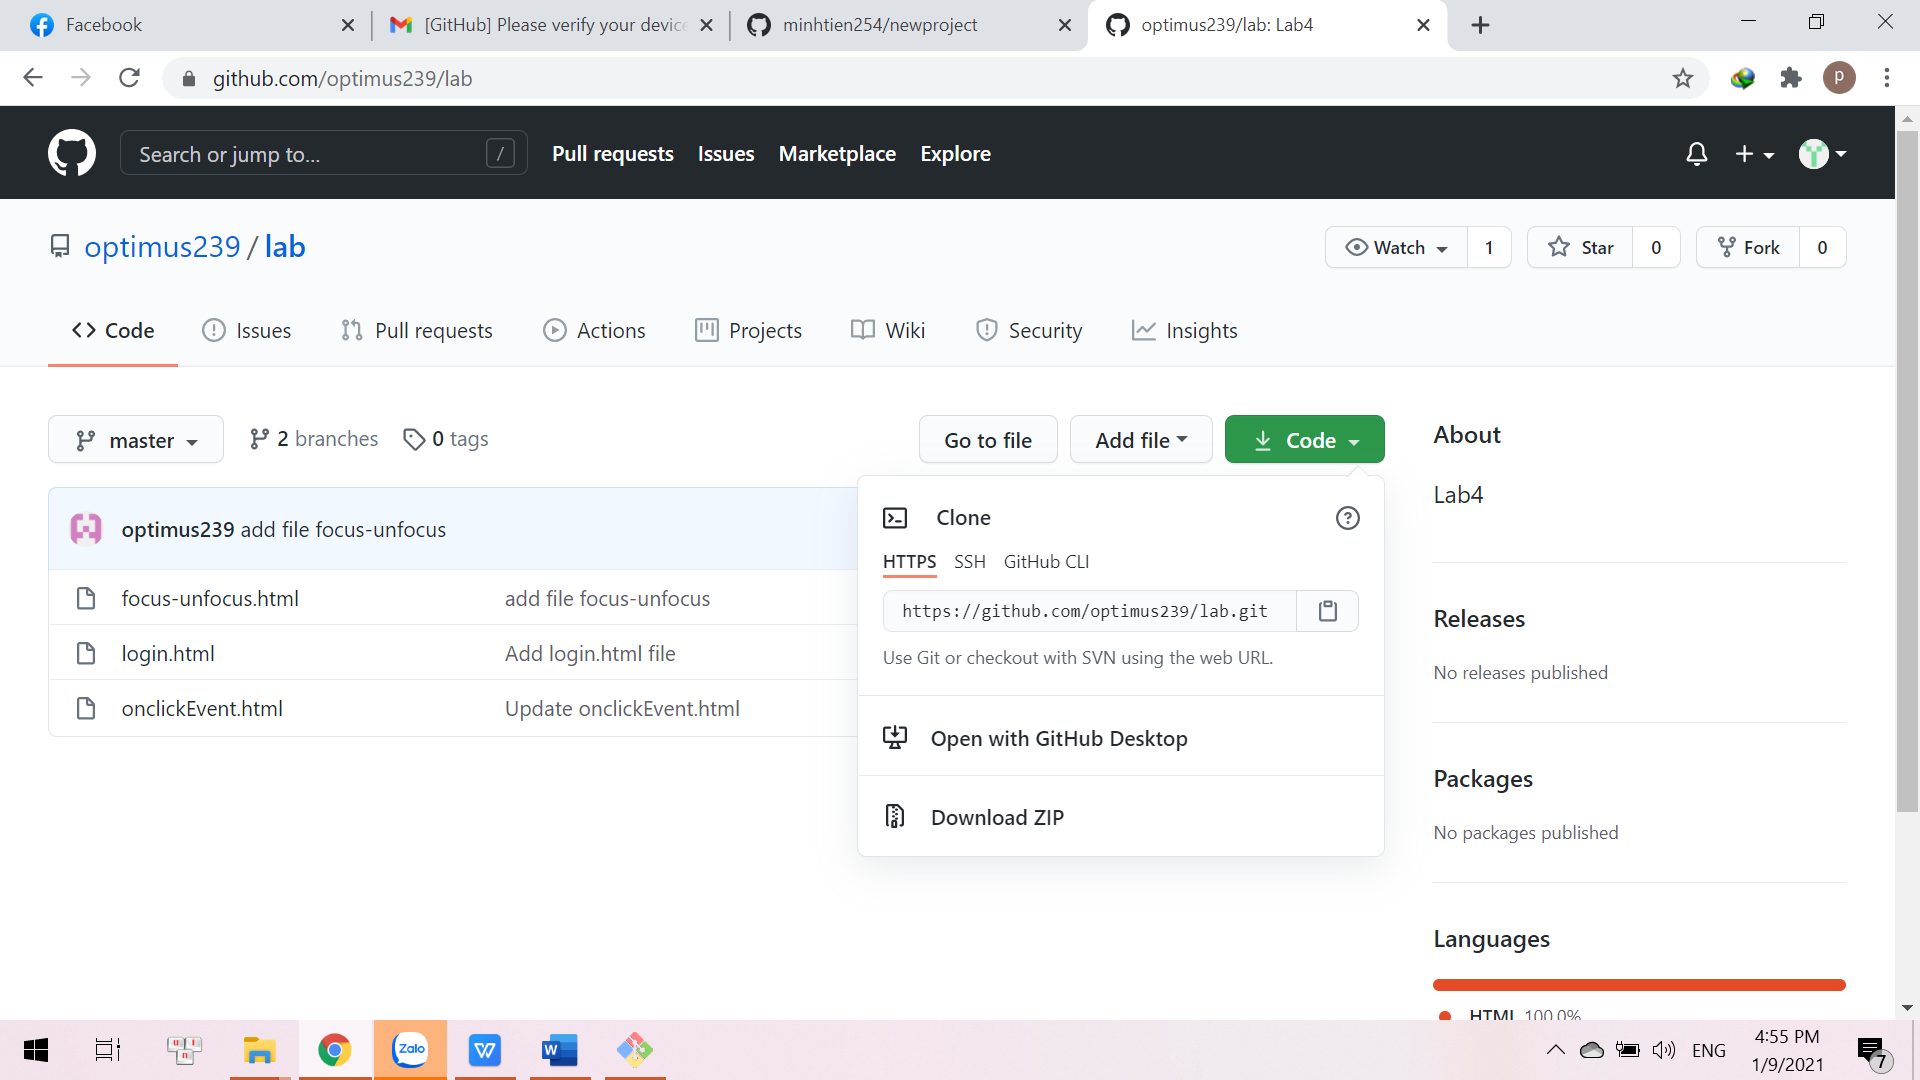 Facebook
[GitHub] Please verify your device
minhtien254/newproject
optimus239/lab: Lab4
github.com/optimus239/lab
p
Search or jump to...
/
Pull requests
Issues
Marketplace
Explore
optimus239 / lab
Watch 1
Star 0
Fork 0
Code
Issues
Pull requests
Actions
Projects
Wiki
Security
Insights
master
2 branches
0 tags
Go to file
Add file
Code
optimus239 add file focus-unfocus
focus-unfocus.html add file focus-unfocus
login.html Add login.html file
onclickEvent.html Update onclickEvent.html
Clone
HTTPS SSH GitHub CLI
https://github.com/optimus239/lab.git
Use Git or checkout with SVN using the web URL.
Open with GitHub Desktop
Download ZIP
About
Lab4
Releases
No releases published
Packages
No packages published
Languages
HTML 100.0%
Zalo
ENG
4:55 PM
1/9/2021
7